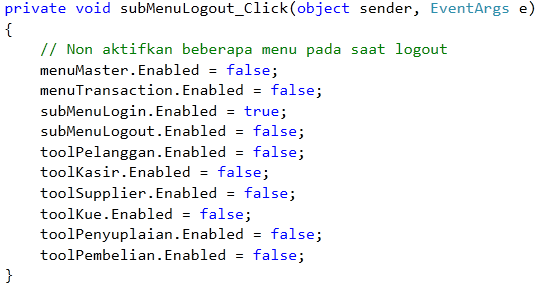 private void subMenuLogout_Click(object sender, EventArgs e)
{
// Non aktifkan beberapa menu pada saat logout
menuMaster.Enabled = false;
menuTransaction.Enabled = false;
subMenuLogin.Enabled = true;
subMenuLogout.Enabled = false;
toolPelanggan.Enabled = false;
toolKasir.Enabled = false;
toolSupplier.Enabled = false;
toolKue.Enabled = false;
toolPenyuplaian.Enabled = false;
toolPembelian.Enabled = false;
}